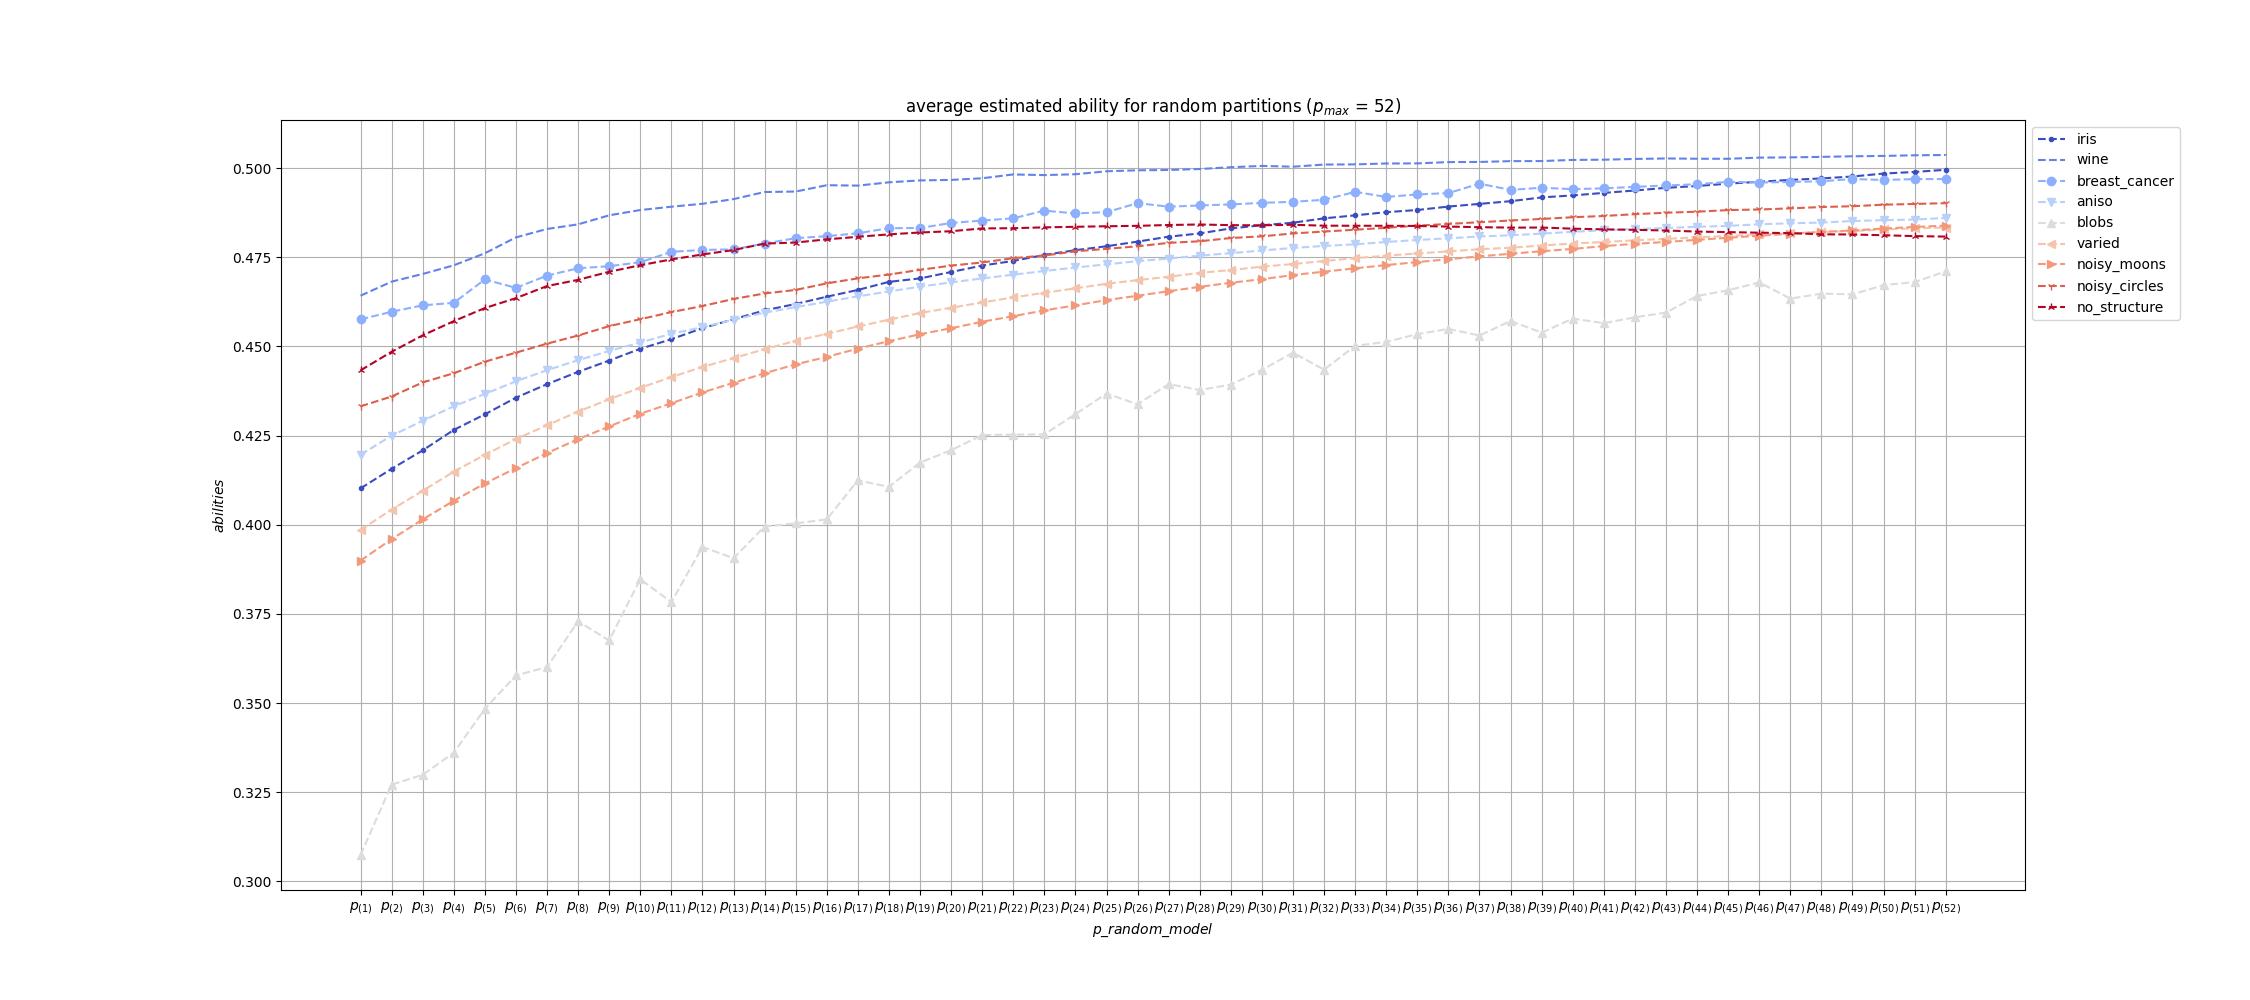 average estimated ability for random partitions (p_max = 52)
0.500
0.475
0.450
0.425
0.400
0.375
0.350
0.325
0.300
abilities
p(1) p(2) p(3) p(4) p(5) p(6) p(7) p(8) p(9) p(10) p(11) p(12) p(13) p(14) p(15) p(16) p(17) p(18) p(19) p(20) p(21) p(22) p(23) p(24) p(25) p(26) p(27) p(28) p(29) p(30) p(31) p(32) p(33) p(34) p(35) p(36) p(37) p(38) p(39) p(40) p(41) p(42) p(43) p(44) p(45) p(46) p(47) p(48) p(49) p(50) p(51) p(52)
p_random_model
iris
wine
breast_cancer
aniso
blobs
varied
noisy_moons
noisy_circles
no_structure